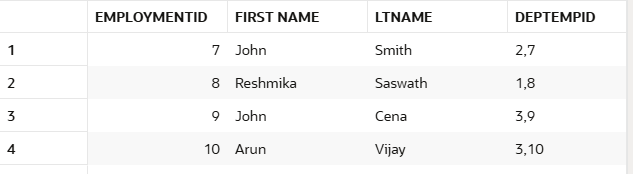 EMPLOYMENTID FIRST NAME LTNAME DEPTEMPID
1 7 John Smith 2,7
2 8 Reshmika Saswath 1,8
3 9 John Cena 3,9
4 10 Arun Vijay 3,10